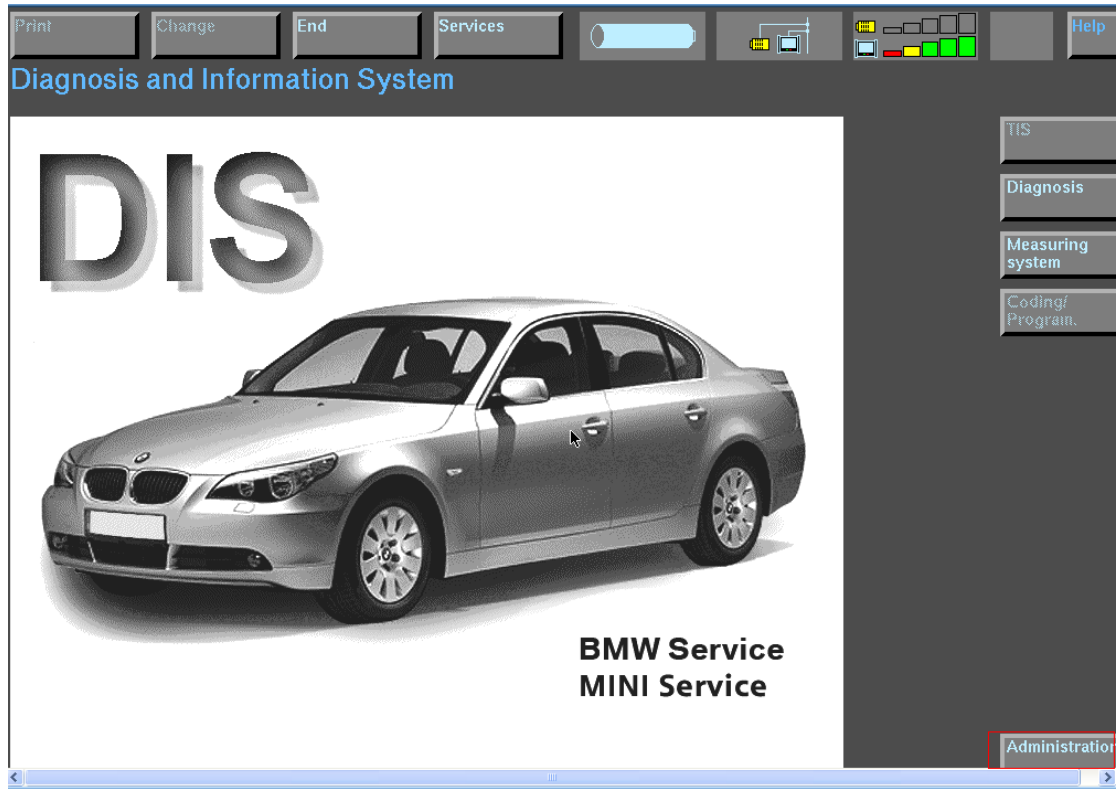 Print
Change
End
Services
Help
Diagnosis and Information System
TIS
DIS
Diagnosis
Measuring
system
Coding/
Program.
BMW Service
MINI Service
Administration